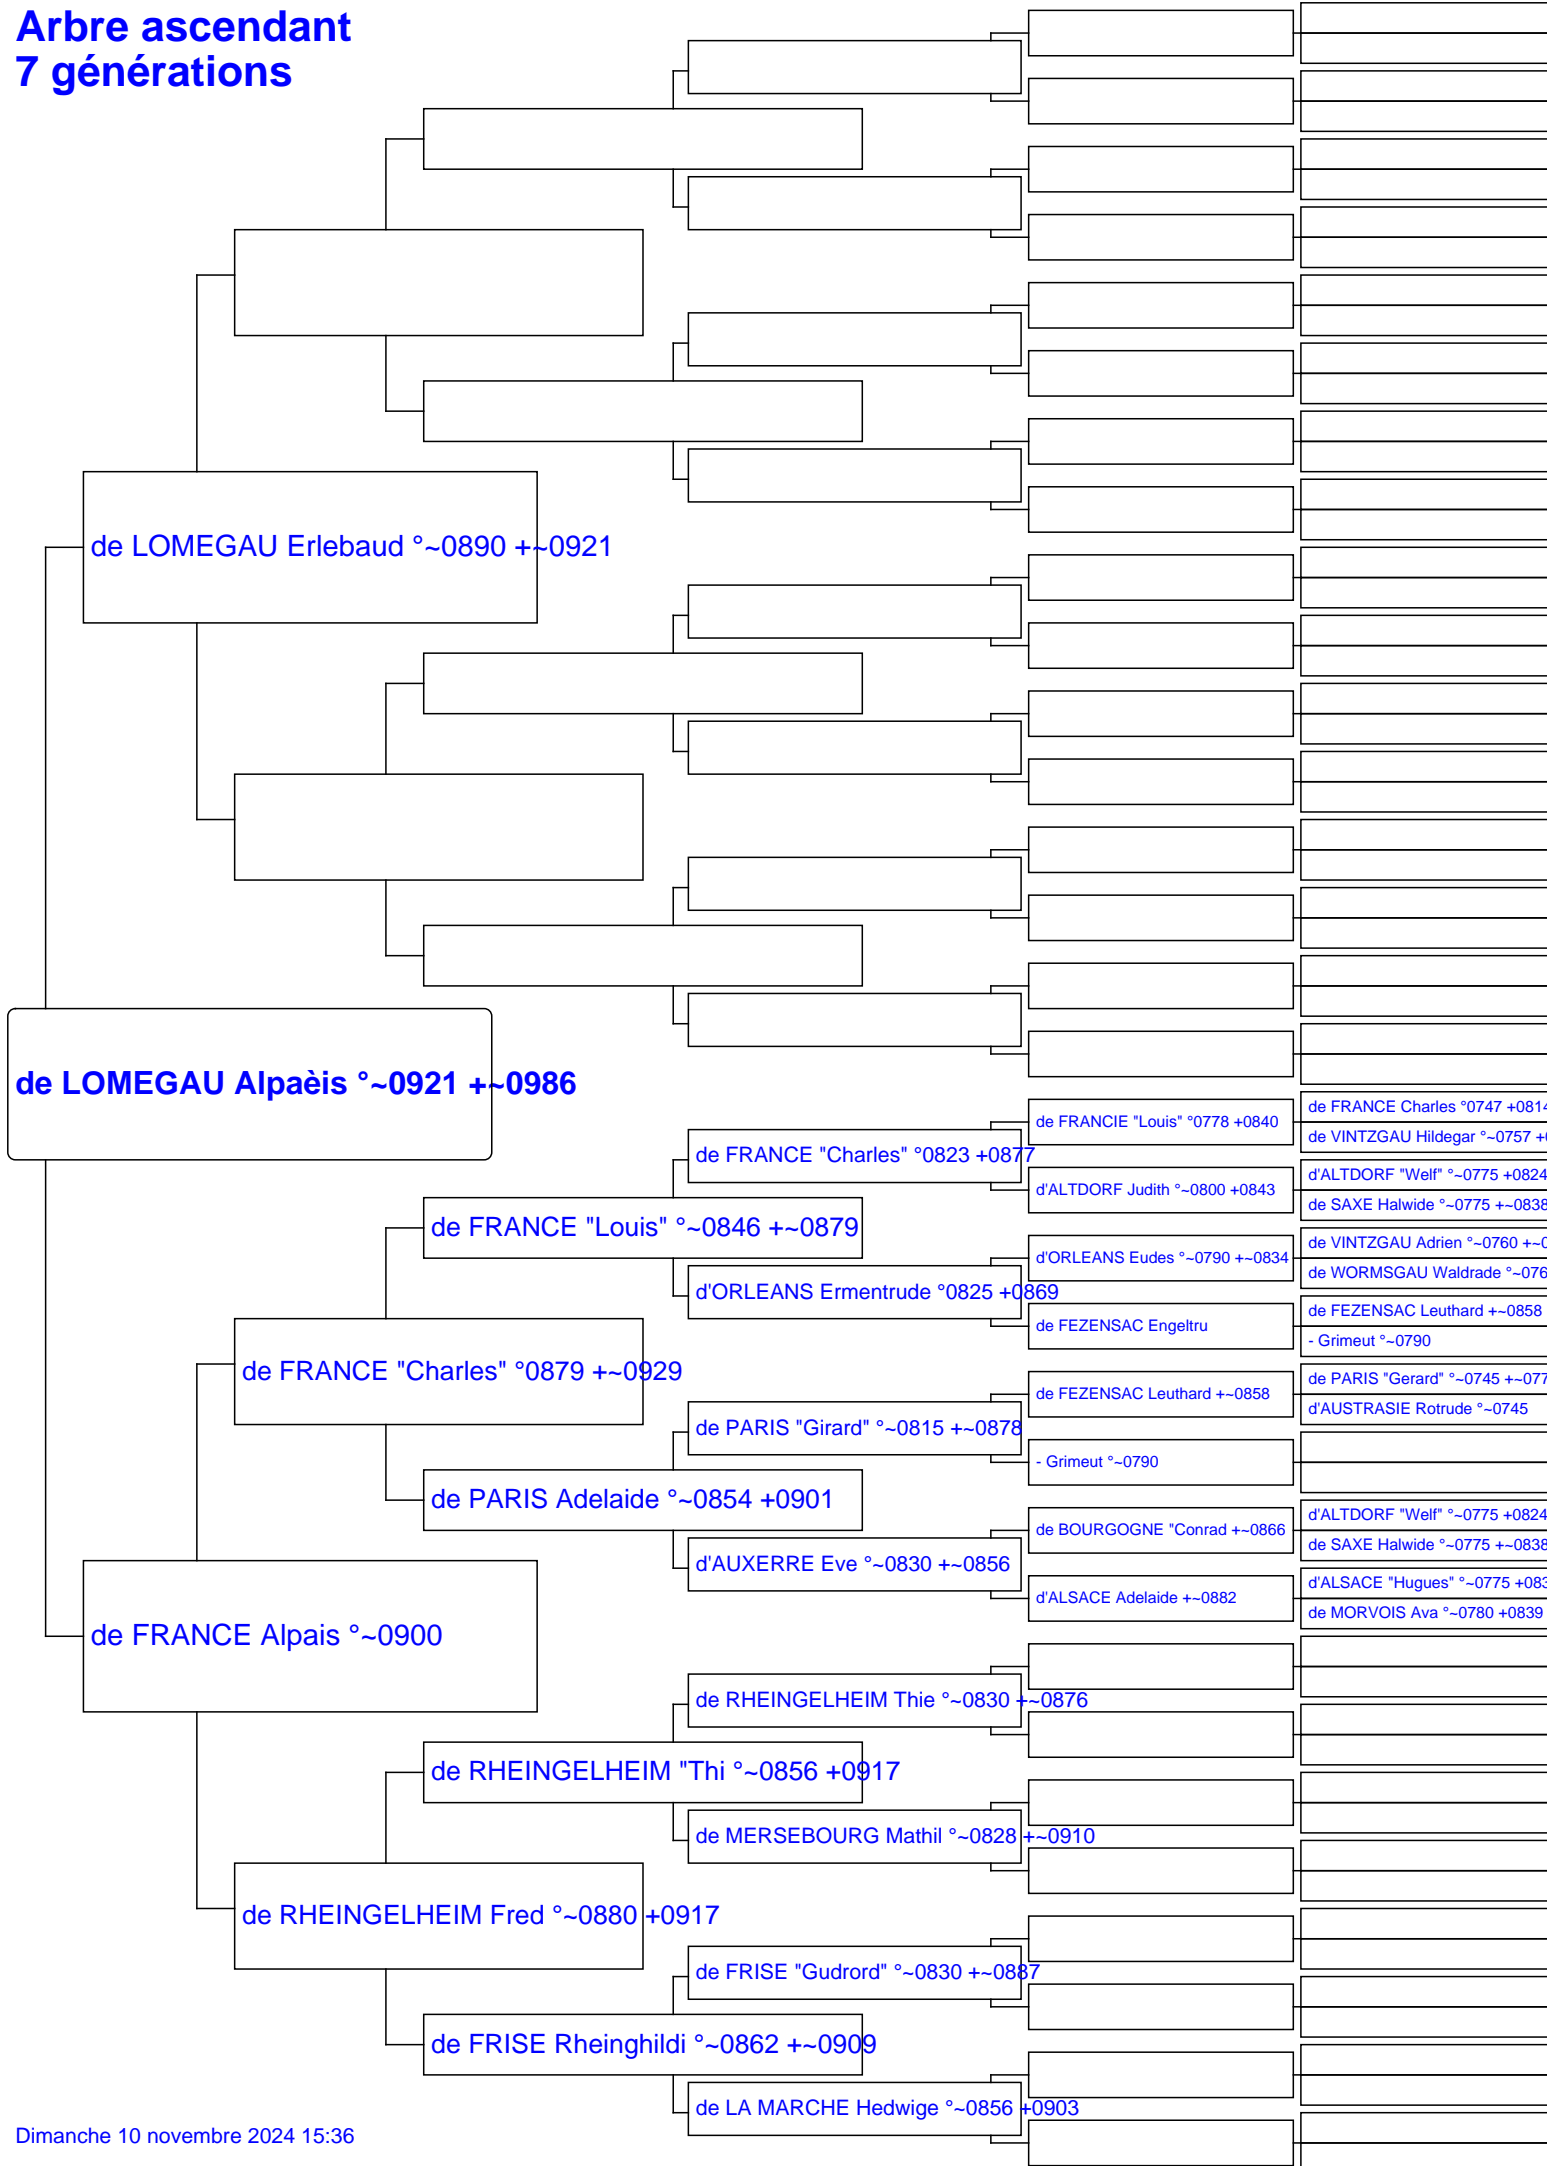 Arbre ascendant
7 générations
de LOMEGAU Erlebaud °~0890 +~0921
de LOMEGAU Alpaèis °~0921 +~0986
de FRANCE Charles °0747 +0814
de FRANCIE "Louis" °0778 +0840
de VINTZGAU Hildegar °~0757 +
de FRANCE "Charles" °0823 +0877
d'ALTDORF "Welf" °~0775 +0824
d'ALTDORF Judith °~0800 +0843
de SAXE Halwide °~0775 +~0838
de FRANCE "Louis" °~0846 +~0879
de VINTZGAU Adrien °~0760 +~
d'ORLEANS Eudes °~0790 +~0834
de WORMSGAU Waldrade °~076
d'ORLEANS Ermentrude °0825 +0869
de FEZENSAC Leuthard +~0858
de FEZENSAC Engeltru
- Grimeut °~0790
de FRANCE "Charles" °0879 +~0929
de PARIS "Gerard" °~0745 +~077
de FEZENSAC Leuthard +~0858
d'AUSTRASIE Rotrude °~0745
de PARIS "Girard" °~0815 +~0878
- Grimeut °~0790
de PARIS Adelaide °~0854 +0901
d'ALTDORF "Welf" °~0775 +0824
de BOURGOGNE "Conrad +~0866
de SAXE Halwide °~0775 +~0838
d'AUXERRE Eve °~0830 +~0856
d'ALSACE "Hugues" °~0775 +083
d'ALSACE Adelaide +~0882
de MORVOIS Ava °~0780 +0839
de FRANCE Alpais °~0900
de RHEINGELHEIM Thie °~0830 +~0876
de RHEINGELHEIM "Thi °~0856 +0917
de MERSEBOURG Mathil °~0828 +~0910
de RHEINGELHEIM Fred °~0880 +0917
de FRISE "Gudrord" °~0830 +~0887
de FRISE Rheinghildi °~0862 +~0909
de LA MARCHE Hedwige °~0856 +0903
Dimanche 10 novembre 2024 15:36